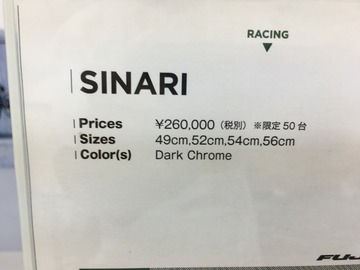 RACING
SINARI
Prices ¥260,000 (税別) ※限定50台
Sizes 49cm,52cm,54cm,56cm
Color(s) Dark Chrome